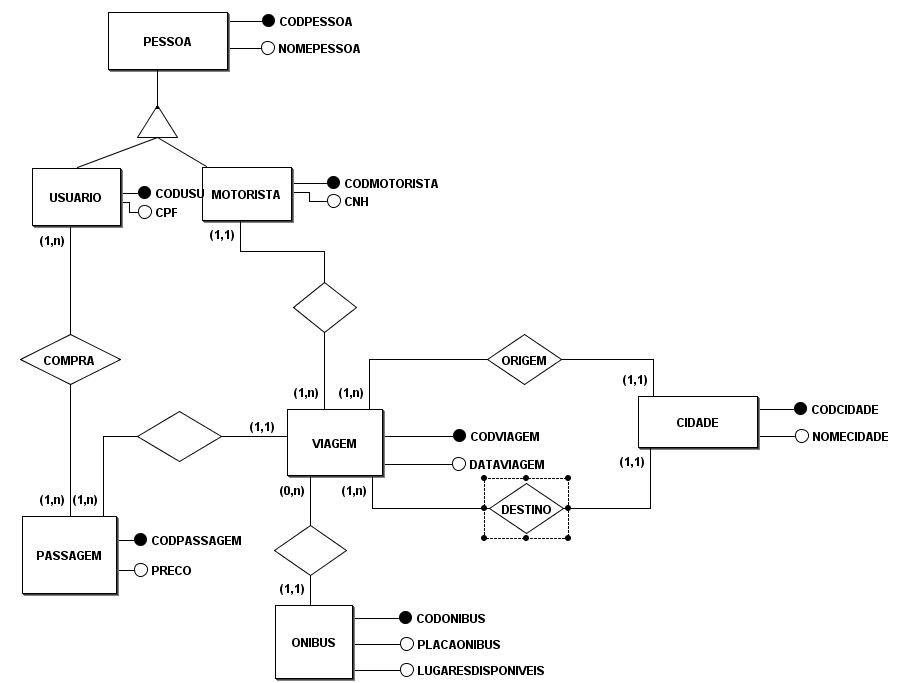 CODPESSOA
PESSOA
NOMEPESSOA
USUARIO
CODUSU
CPF
MOTORISTA
CODMOTORISTA
CNH
(1,n)
(1,1)
COMPRA
ORIGEM
(1,n)
(1,n)
(1,1)
CIDADE
CODCIDADE
NOMECIDADE
(1,1)
VIAGEM
CODVIAGEM
DATAVIAGEM
(1,1)
(0,n)
(1,n)
DESTINO
(1,n)
(1,n)
PASSAGEM
CODPASSAGEM
PRECO
(1,1)
ONIBUS
CODONIBUS
PLACAONIBUS
LUGARESDISPONIVEIS